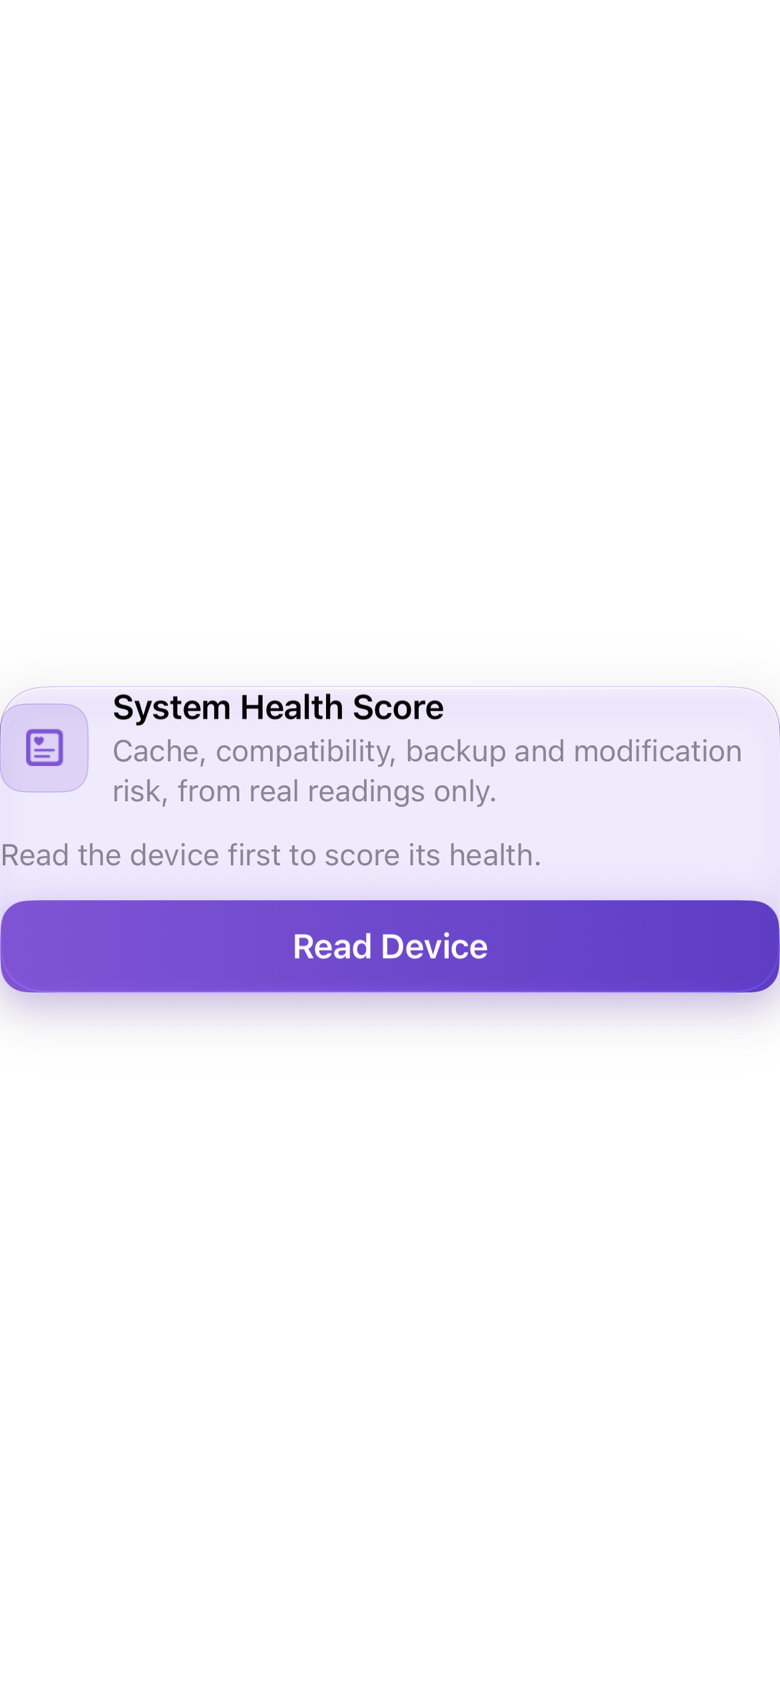 System Health Score
Cache, compatibility, backup and modification
risk, from real readings only.
Read the device first to score its health.
Read Device